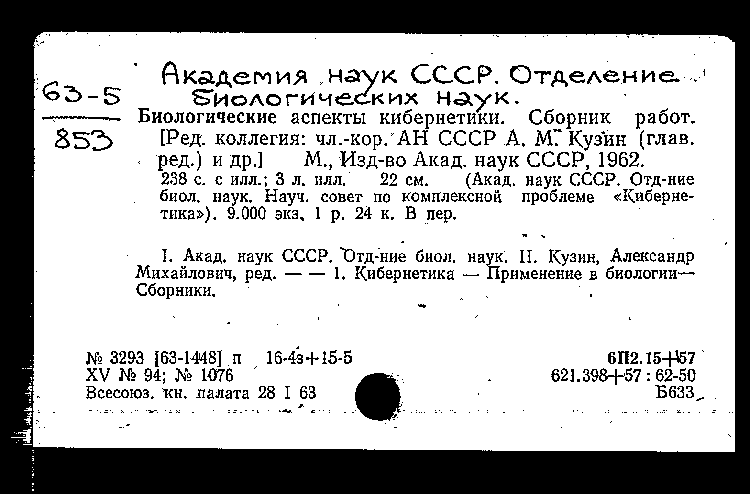 Академия наук СССР. Отделение
63-5
биологических наук.
853
Биологические аспекты кибернетики. Сборник работ.
[Ред. коллегия: чл.-кор. АН СССР А. М. Кузин (глав.
ред.) и др.] М., Изд-во Акад. наук СССР, 1962.
238 с. с илл.; 3 л. илл. 22 см. (Акад. наук СССР. Отд-ние
биол. наук. Науч. совет по комплексной проблеме «Киберне-
тика»). 9.000 экз. 1 р. 24 к. В пер.
I. Акад. наук СССР. Отд-ние биол. наук. II. Кузин, Александр
Михайлович, ред. — — 1. Кибернетика — Применение в биологии—
Сборники.
№ 3293 [63-1448] п 16-4з+15-5 6П2.15+57
XV № 94; № 1076 621.398+57 : 62-50
Всесоюз. кн. палата 28 I 63 Б633